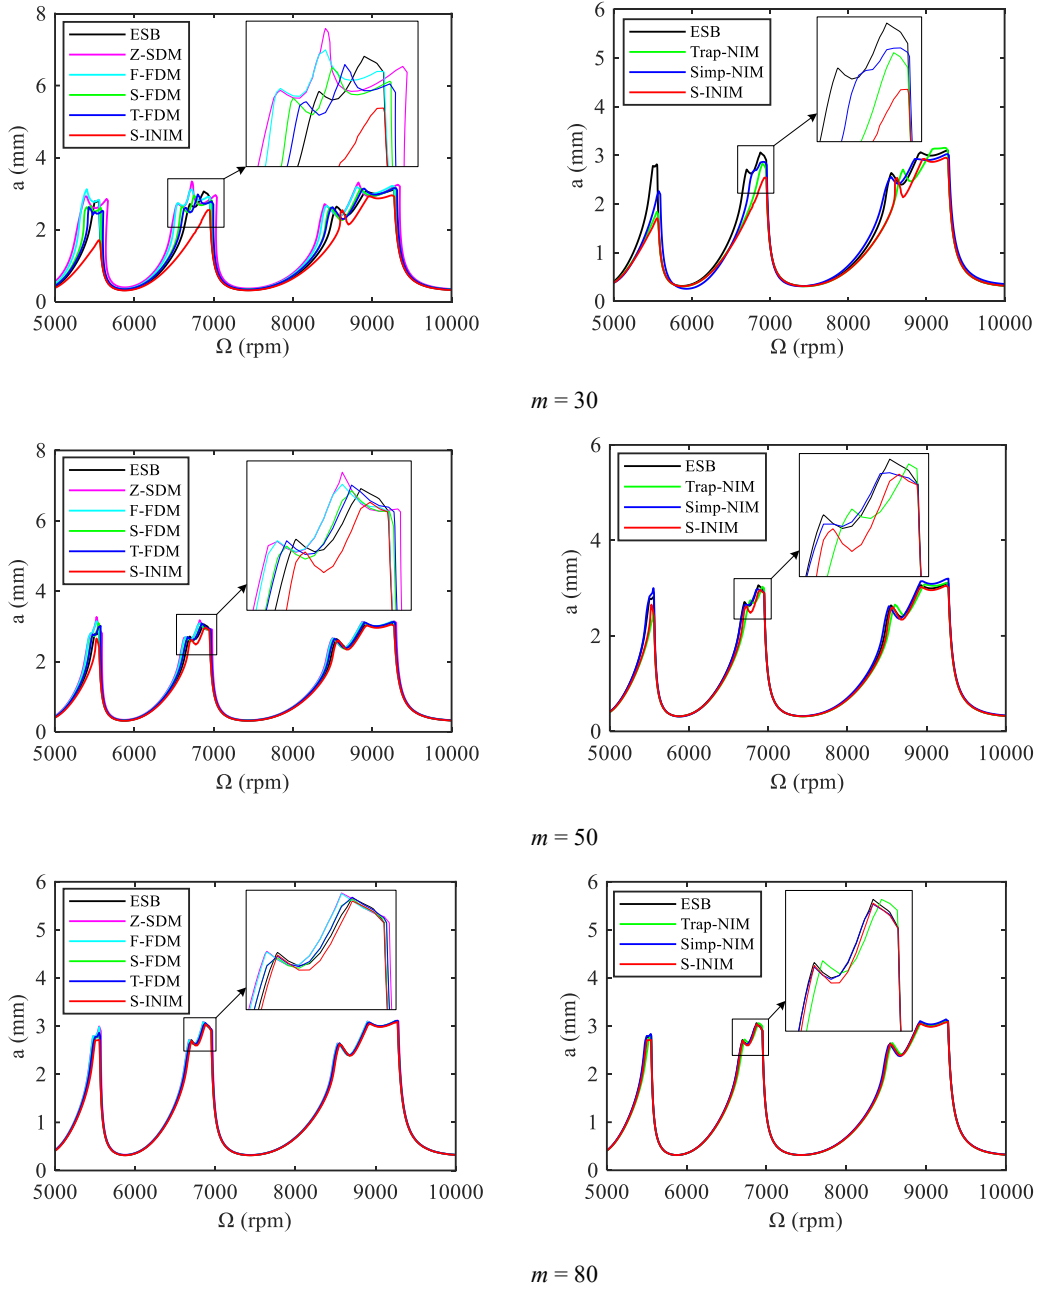 8
6
4
2
0
a (mm)
ESB
Z-SDM
F-FDM
S-FDM
T-FDM
S-INIM
5000 6000 7000 8000 9000 10000
Ω (rpm)
6
5
4
3
2
1
0
a (mm)
ESB
Trap-NIM
Simp-NIM
S-INIM
5000 6000 7000 8000 9000 10000
Ω (rpm)
m = 30
8
6
4
2
0
a (mm)
ESB
Z-SDM
F-FDM
S-FDM
T-FDM
S-INIM
5000 6000 7000 8000 9000 10000
Ω (rpm)
6
4
2
0
a (mm)
ESB
Trap-NIM
Simp-NIM
S-INIM
5000 6000 7000 8000 9000 10000
Ω (rpm)
m = 50
6
5
4
3
2
1
0
a (mm)
ESB
Z-SDM
F-FDM
S-FDM
T-FDM
S-INIM
5000 6000 7000 8000 9000 10000
Ω (rpm)
6
5
4
3
2
1
0
a (mm)
ESB
Trap-NIM
Simp-NIM
S-INIM
5000 6000 7000 8000 9000 10000
Ω (rpm)
m = 80